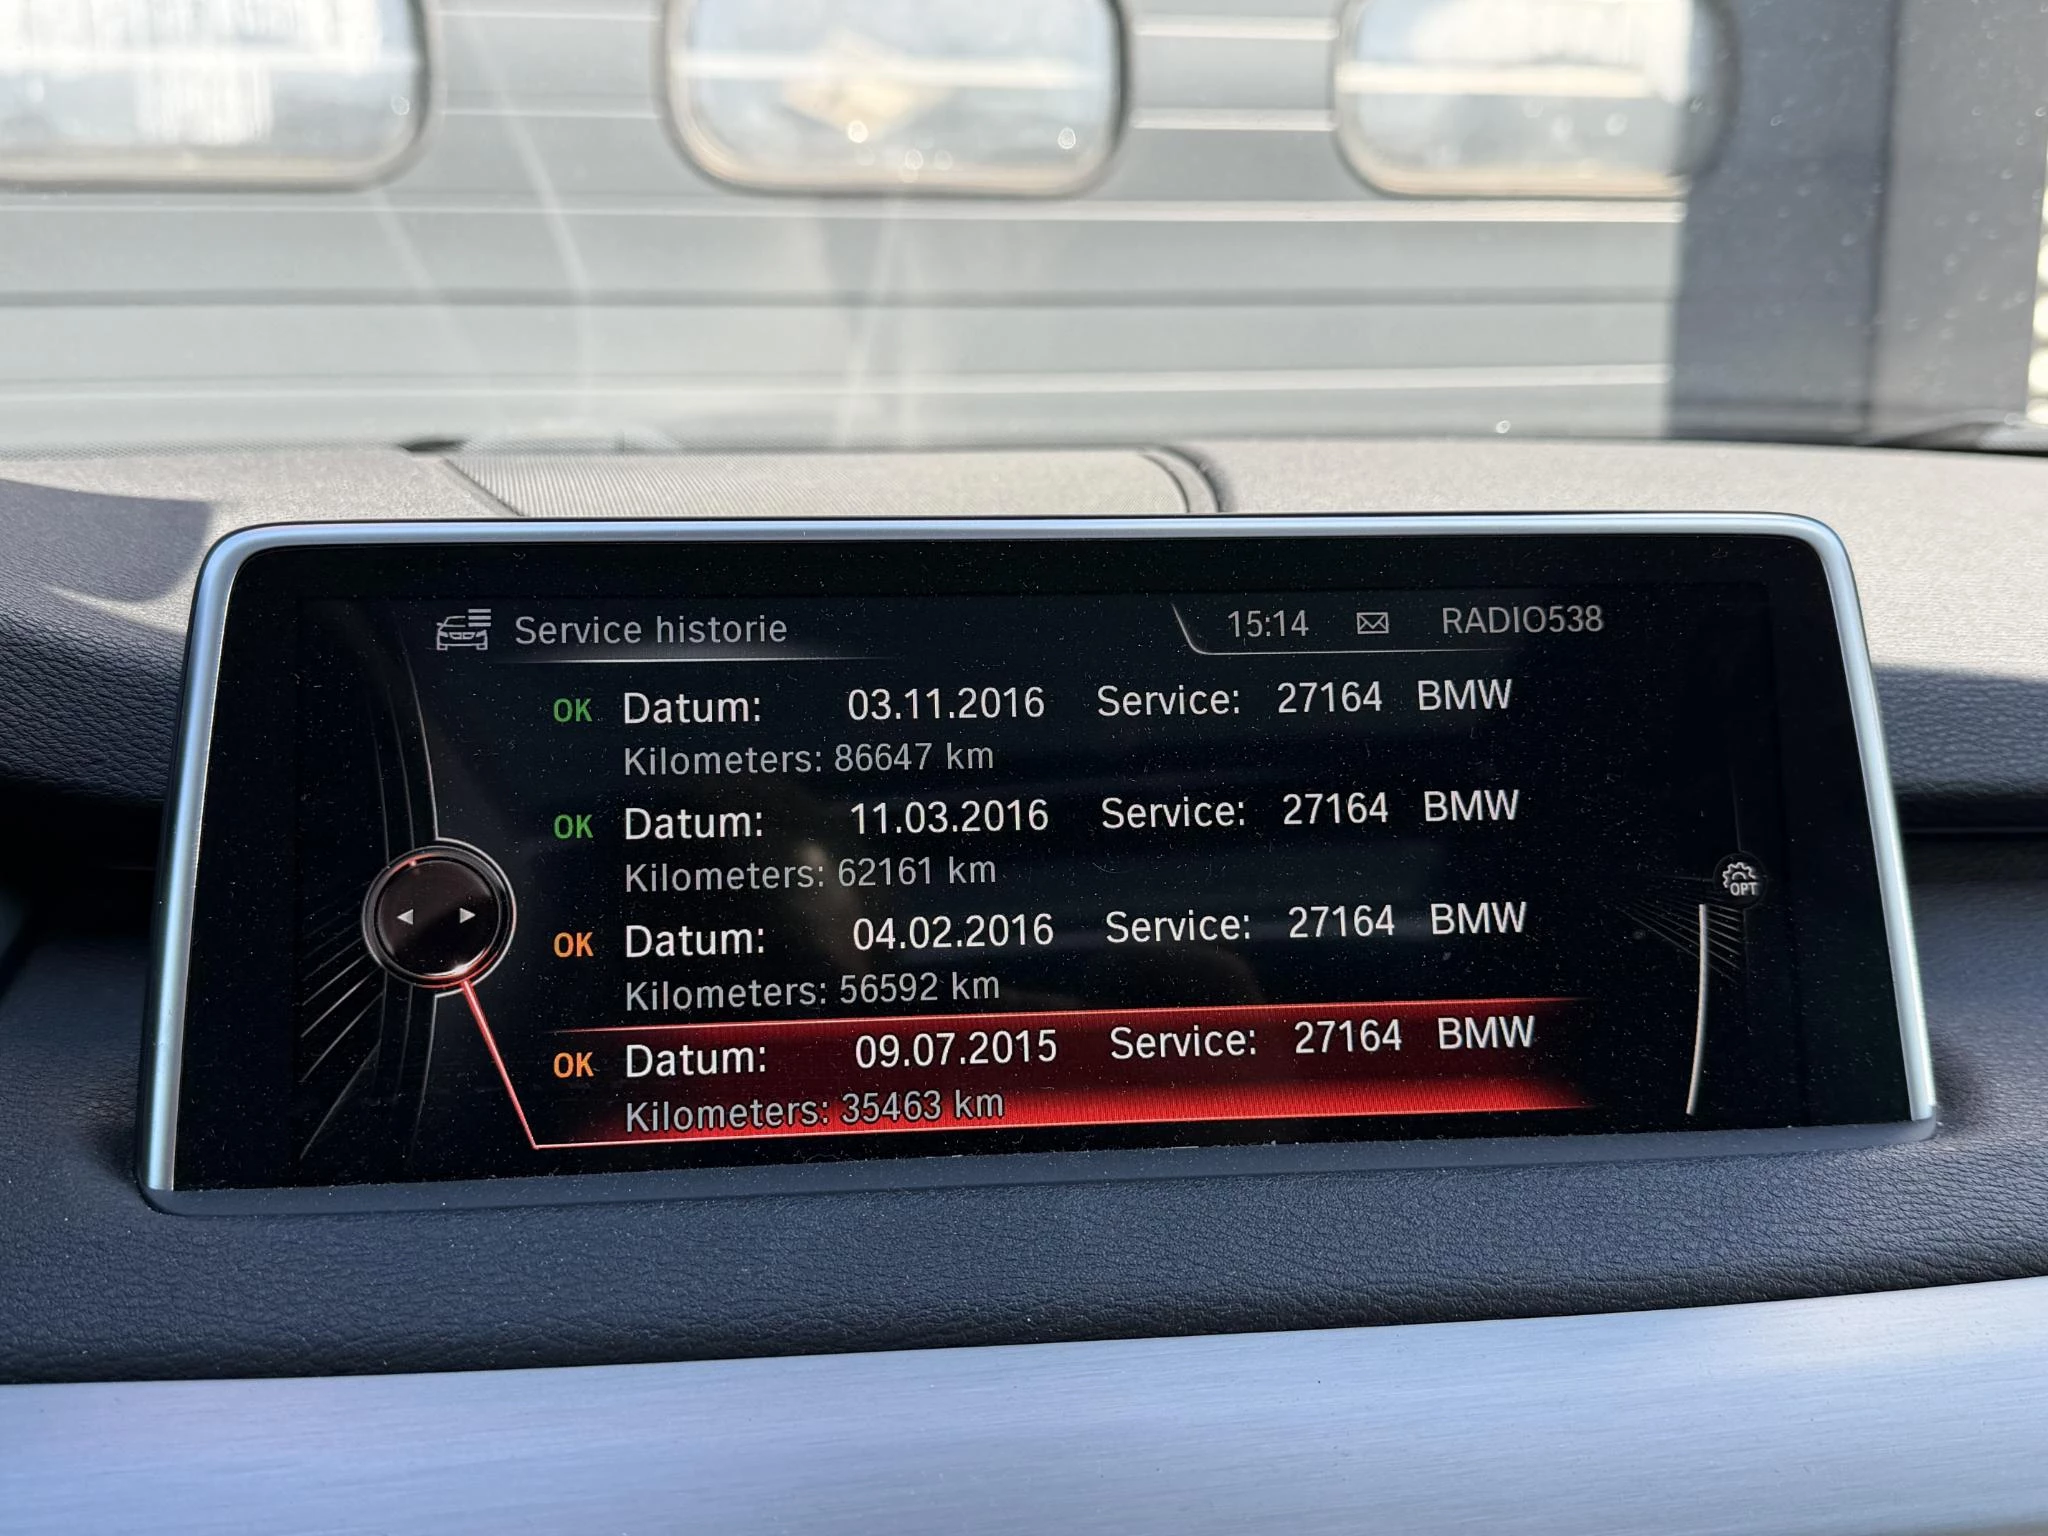 Service historie 15:14 RADIO538
OK Datum: 03.11.2016 Service: 27164 BMW
Kilometers: 86647 km
OK Datum: 11.03.2016 Service: 27164 BMW
Kilometers: 62161 km
OPT
OK Datum: 04.02.2016 Service: 27164 BMW
Kilometers: 56592 km
OK Datum: 09.07.2015 Service: 27164 BMW
Kilometers: 35463 km